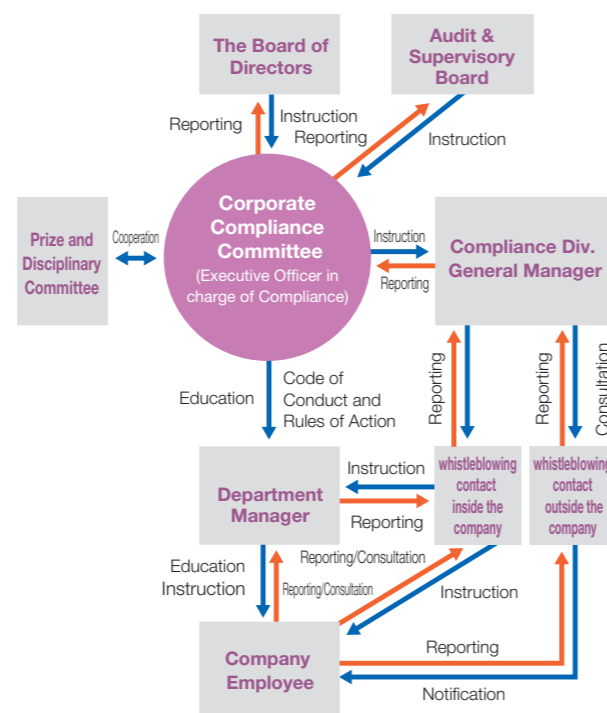 The Board of
Directors
Audit &
Supervisory
Board
Reporting
Instruction
Reporting
Instruction
Corporate
Compliance
Committee
(Executive Officer in
charge of Compliance)
Prize and
Disciplinary
Committee
Cooperation
Instruction
Reporting
Compliance Div.
General Manager
Education
Code of
Conduct and
Rules of Action
Reporting
Reporting
Consultation
Department
Manager
Instruction
Reporting
whistleblowing
contact
inside the
company
whistleblowing
contact
outside the
company
Education
Instruction
Reporting/Consultation
Reporting/Consultation
Instruction
Company
Employee
Reporting
Notification